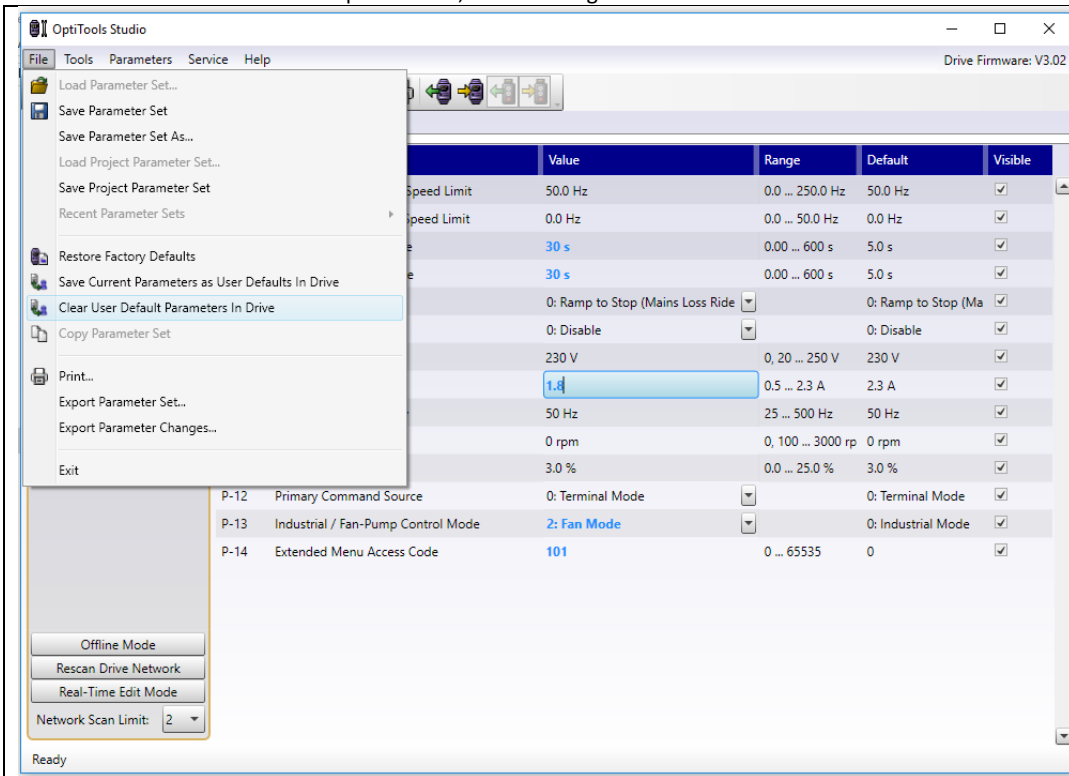 OptiTools Studio
File Tools Parameters Service Help Drive Firmware: V3.02
Load Parameter Set...
Save Parameter Set
Save Parameter Set As...
Load Project Parameter Set...
Save Project Parameter Set
Recent Parameter Sets
Restore Factory Defaults
Save Current Parameters as User Defaults In Drive
Clear User Default Parameters In Drive
Copy Parameter Set
Print...
Export Parameter Set...
Export Parameter Changes...
Exit
Value Range Default Visible
Speed Limit 50.0 Hz 0.0 ... 250.0 Hz 50.0 Hz
Speed Limit 0.0 Hz 0.0 ... 50.0 Hz 0.0 Hz
30 s 0.00 ... 600 s 5.0 s
30 s 0.00 ... 600 s 5.0 s
0: Ramp to Stop (Mains Loss Ride 0: Ramp to Stop (Ma
0: Disable 0: Disable
230 V 0, 20 ... 250 V 230 V
1.8 0.5 ... 2.3 A 2.3 A
50 Hz 25 ... 500 Hz 50 Hz
0 rpm 0, 100 ... 3000 rp 0 rpm
3.0 % 0.0 ... 25.0 % 3.0 %
P-12 Primary Command Source 0: Terminal Mode 0: Terminal Mode
P-13 Industrial / Fan-Pump Control Mode 2: Fan Mode 0: Industrial Mode
P-14 Extended Menu Access Code 101 0 ... 65535 0
Offline Mode
Rescan Drive Network
Real-Time Edit Mode
Network Scan Limit: 2
Ready